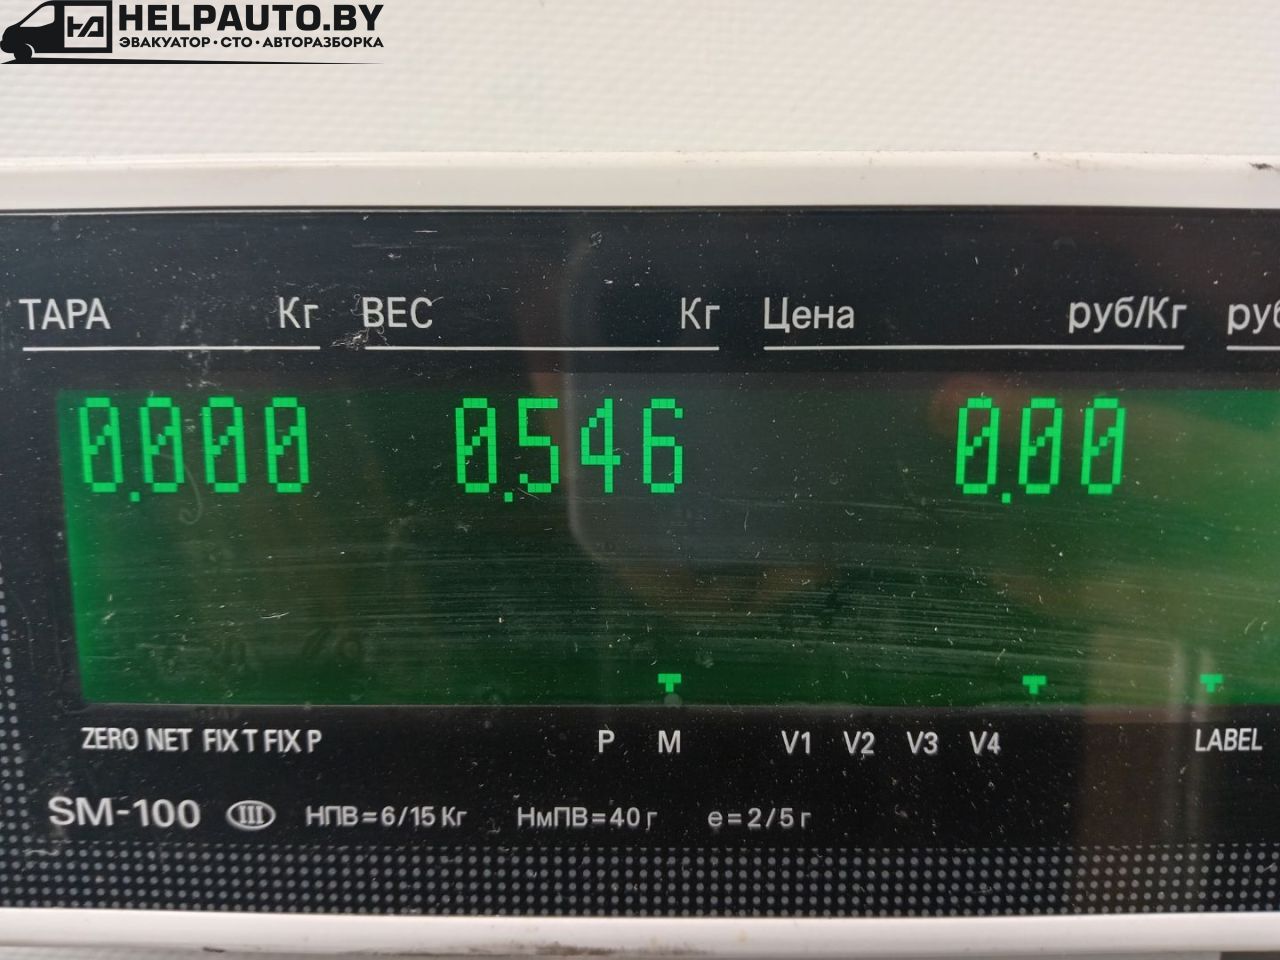 HELPAUTO.BY
ЭВАКУАТОР·СТО·АВТОРАЗБОРКА
ТАРА Кг ВЕС Кг Цена руб/Кг
0.000 0.546 0.00
ZERO NET FIX T FIX P P M V1 V2 V3 V4 LABEL
SM-100 III НПВ=6/15 Кг НмПВ=40 г e=2/5 г